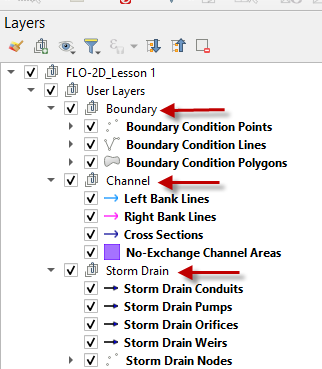 Layers
FLO-2D_Lesson 1
User Layers
Boundary
Boundary Condition Points
Boundary Condition Lines
Boundary Condition Polygons
Channel
Left Bank Lines
Right Bank Lines
Cross Sections
No-Exchange Channel Areas
Storm Drain
Storm Drain Conduits
Storm Drain Pumps
Storm Drain Orifices
Storm Drain Weirs
Storm Drain Nodes